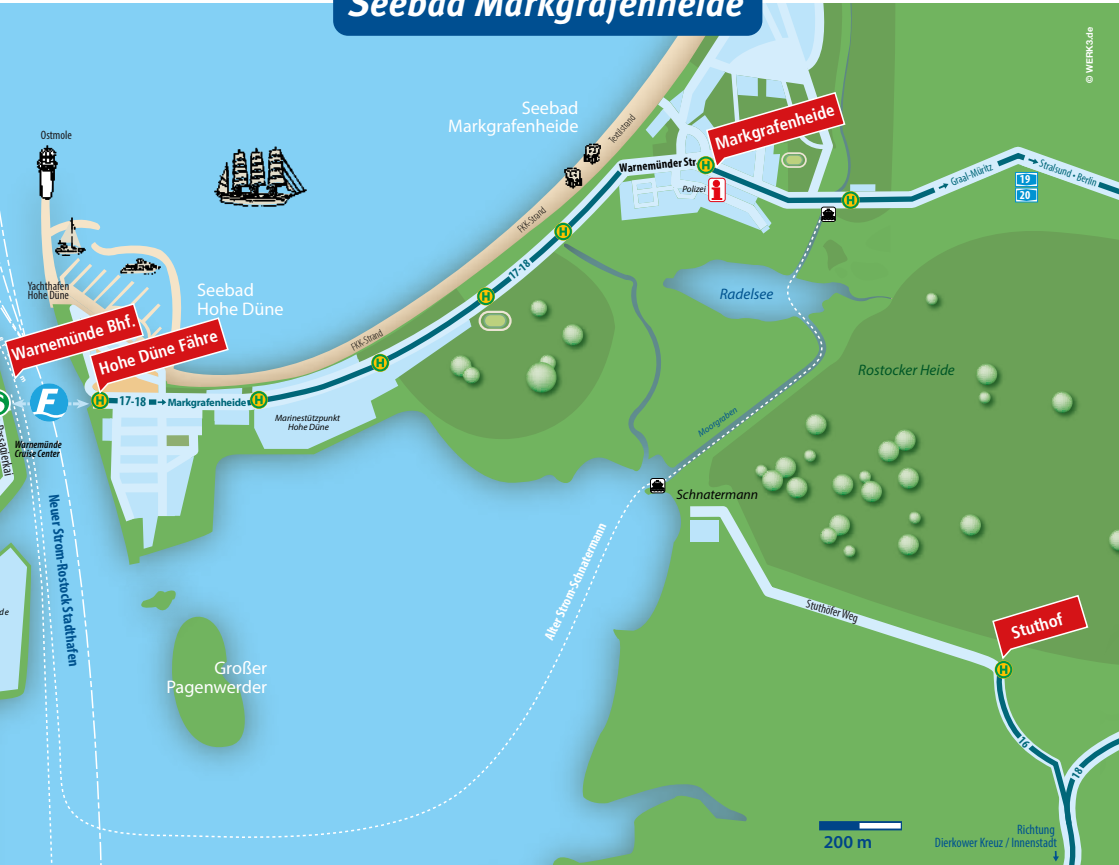 Seebad Markgrafenheide
© WERK3.de
Ostmole
Seebad
Markgrafenheide
Textilstrand
Markgrafenheide
Warnemünder Str.
H
Polizei
i
H
→ Graal-Müritz
→ Stralsund · Berlin
19
20
FKK-Strand
H
17-18
Yachthafen
Hohe Düne
Seebad
Hohe Düne
H
Radelsee
Warnemünde Bhf.
Hohe Düne Fähre
FKK-Strand
H
Rostocker Heide
F
H
17-18
→ Markgrafenheide
H
Marinestützpunkt
Hohe Düne
Moorgraben
Warnemünde
Cruise Center
Passagierkai
Schnatermann
Neuer Strom-Rostock Stadthafen
Alter Strom-Schnatermann
Stuthöfer Weg
de
Stuthof
H
Großer
Pagenwerder
16
18
200 m
Richtung
Dierkower Kreuz / Innenstadt